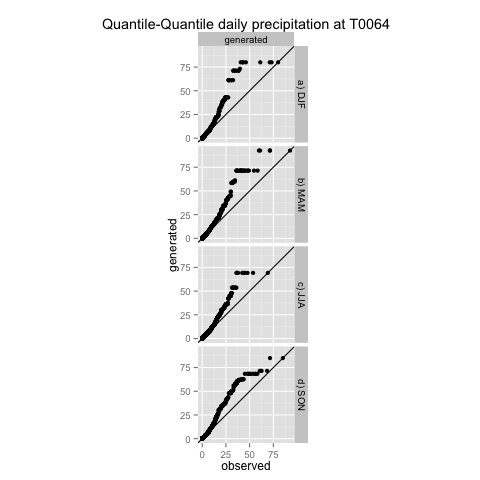 Quantile-Quantile daily precipitation at T0064
generated
75
50
25
0
a) DJF
75
50
25
0
b) MAM
75
50
25
0
c) JJA
75
50
25
0
d) SON
generated
0 25 50 75
observed